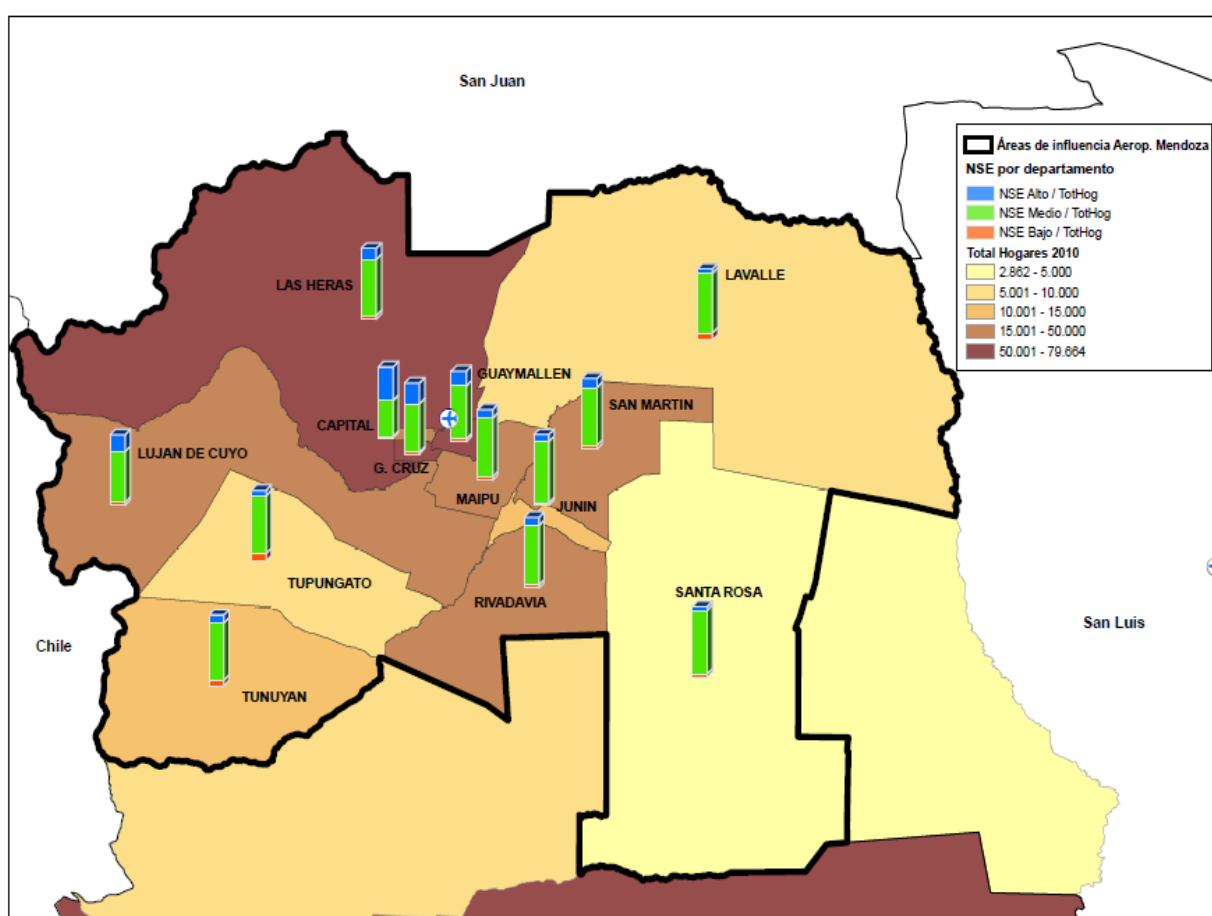 San Juan
Áreas de influencia Aerop. Mendoza
NSE por departamento
NSE Alto / TotHog
NSE Medio / TotHog
NSE Bajo / TotHog
Total Hogares 2010
2.862 - 5.000
5.001 - 10.000
10.001 - 15.000
15.001 - 50.000
50.001 - 79.664
LAS HERAS
LAVALLE
GUAYMALLEN
SAN MARTIN
CAPITAL
LUJAN DE CUYO
G. CRUZ
MAIPU
JUNIN
TUPUNGATO
RIVADAVIA
SANTA ROSA
San Luis
Chile
TUNUYAN